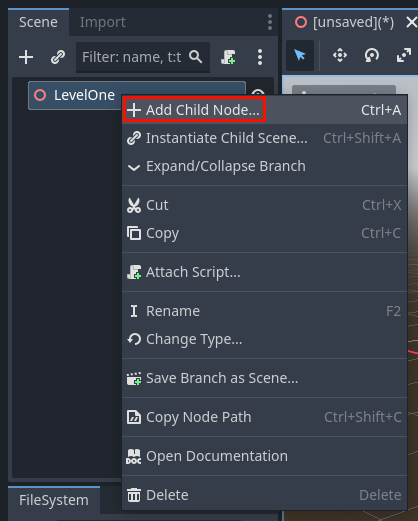 Scene
Import
[unsaved](*)
Filter: name, t:t
LevelOne
Add Child Node... Ctrl+A
Instantiate Child Scene... Ctrl+Shift+A
Expand/Collapse Branch
Cut Ctrl+X
Copy Ctrl+C
Attach Script...
Rename F2
Change Type...
Save Branch as Scene...
Copy Node Path Ctrl+Shift+C
DOC
Open Documentation
Delete Delete
FileSystem